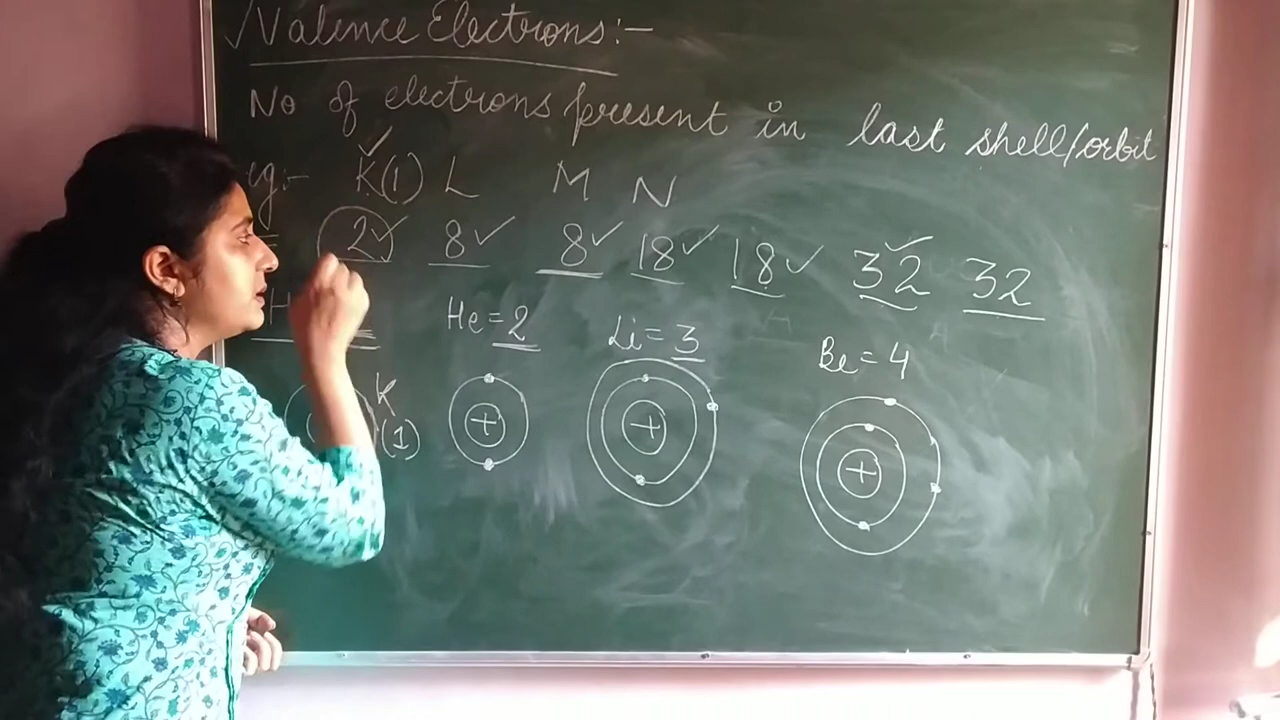 √Valence Electrons:-
No of electrons present in last shell/orbit
eg:- K(1) L M N
2✓ 8✓ 8✓ 18✓ 18✓ 32✓ 32
H He=2 Li=3 Be=4
K
(1) + + +